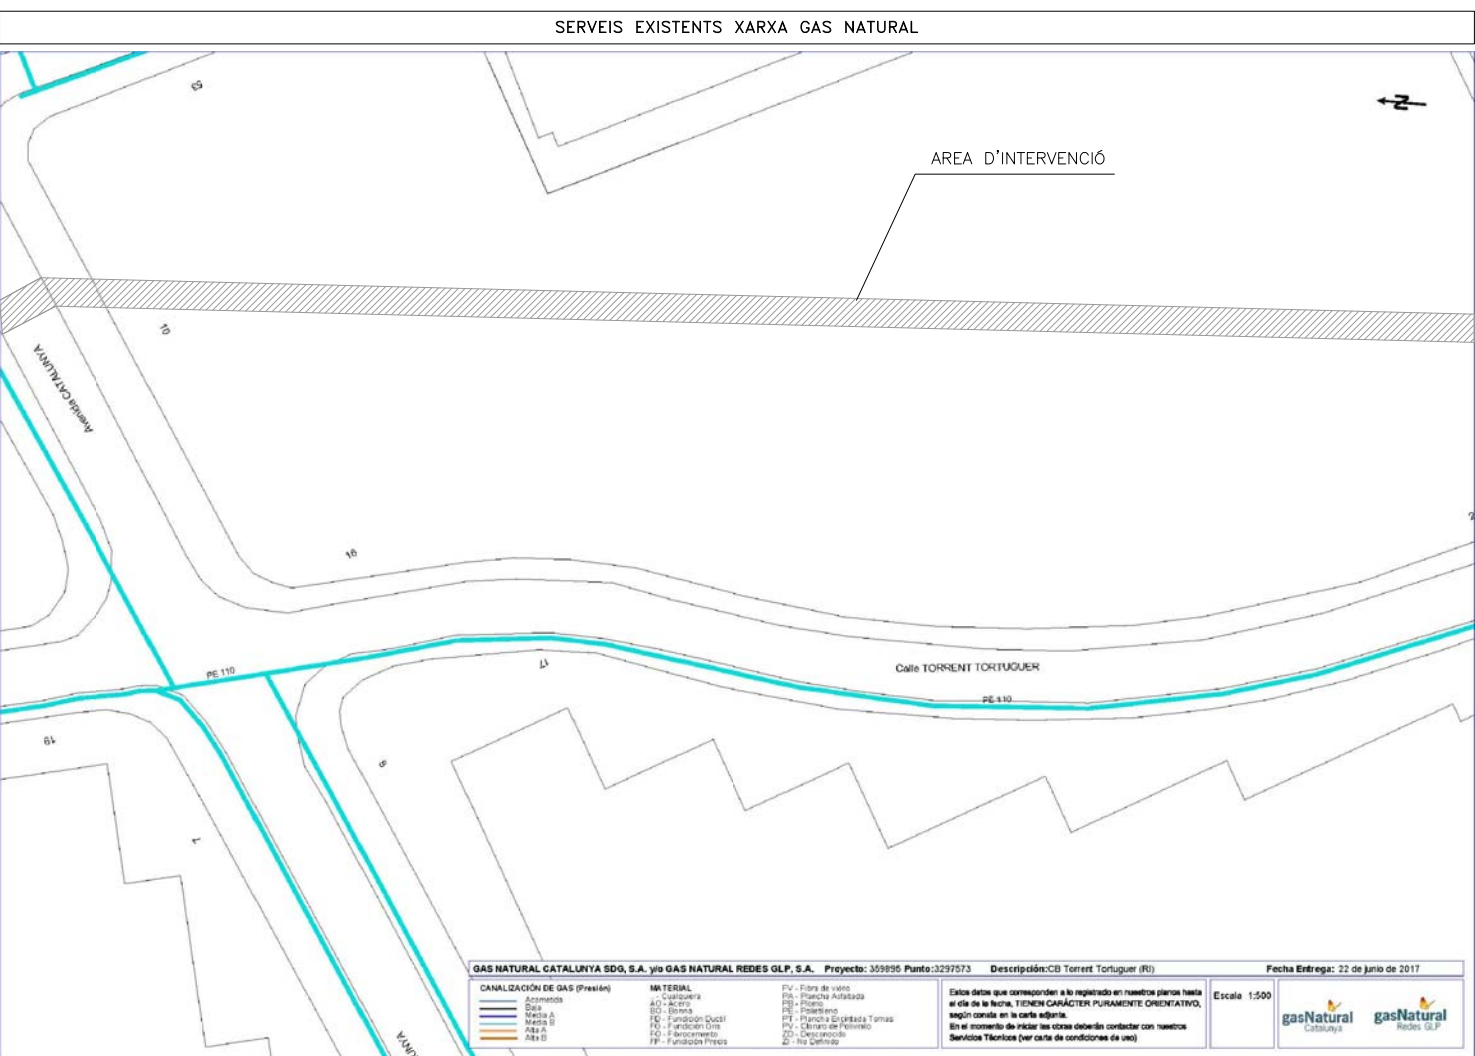 SERVEIS EXISTENTS XARXA GAS NATURAL
53
N
AREA D'INTERVENCIÓ
10
Avenida CATALUNYA
16
17
Calle TORRENT TORTUGUER
PE 110
PE 110
19
9
7
GAS NATURAL CATALUNYA SDG, S.A. y/o GAS NATURAL REDES GLP, S.A. Proyecto: 359895 Punto:3297573 Descripción:CB Torrent Tortuguer (RI) Fecha Entrega: 22 de junio de 2017
CANALIZACIÓN DE GAS (Presión)
Acometida
Baja
Media A
Media B
Alta A
Alta B
MATERIAL
- Cualquiera
AO - Acero
BO - Bonna
FD - Fundición Ductil
FG - Fundición Gris
FO - Fibrocemento
FP - Fundición Precis
FV - Fibra de vidrio
PA - Plancha Asfaltada
PB - Plomo
PE - Polietileno
PT - Plancha Engintada Tomas
PV - Cloruro de Polivinilo
ZD - Desconocido
ZI - No Definido
Estos datos que corresponden a lo registrado en nuestros planos hasta
el día de la fecha, TIENEN CARÁCTER PURAMENTE ORIENTATIVO,
según consta en la carta adjunta.
En el momento de iniciar las obras deberán contactar con nuestros
Servicios Técnicos (ver carta de condiciones de uso)
Escala 1:500
gasNatural
Catalunya
gasNatural
Redes GLP